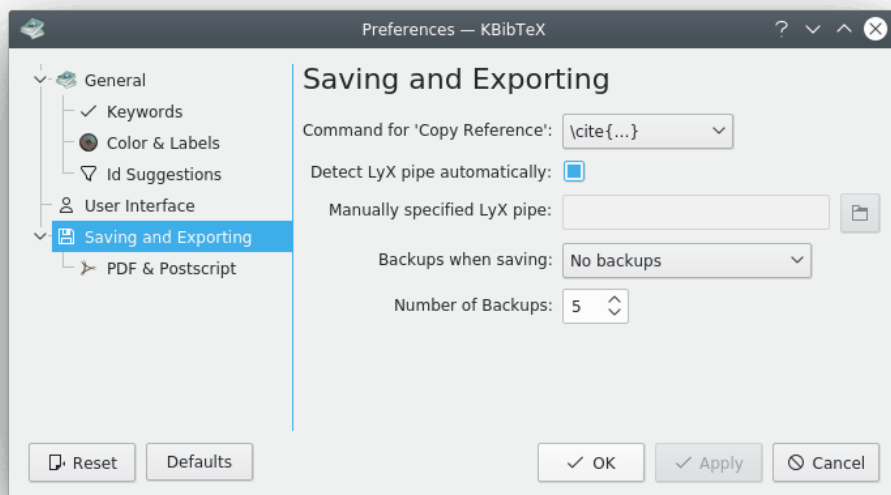 Preferences — KBibTeX
General
Keywords
Color & Labels
Id Suggestions
User Interface
Saving and Exporting
PDF & Postscript
Saving and Exporting
Command for 'Copy Reference': \cite{...}
Detect LyX pipe automatically:
Manually specified LyX pipe:
Backups when saving: No backups
Number of Backups: 5
Reset Defaults OK Apply Cancel